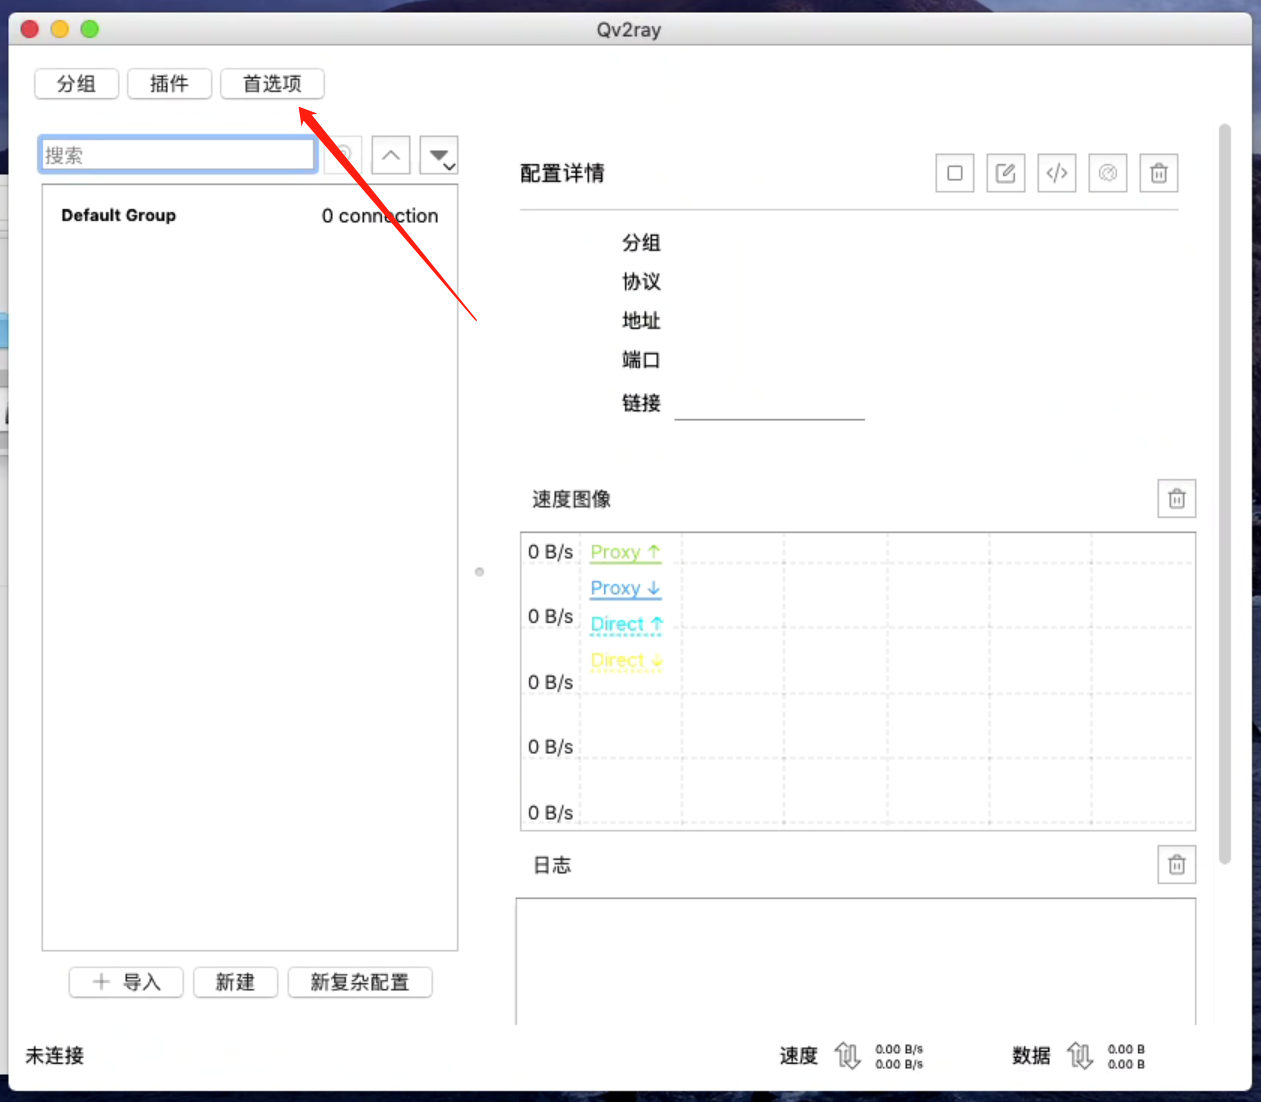 Qv2ray
分组 插件 首选项
搜索
Default Group 0 connection
配置详情
分组
协议
地址
端口
链接
速度图像
0 B/s Proxy ↑
Proxy ↓
0 B/s Direct ↑
Direct ↓
0 B/s
0 B/s
0 B/s
日志
+ 导入 新建 新复杂配置
未连接
速度 0.00 B/s
0.00 B/s
数据 0.00 B
0.00 B